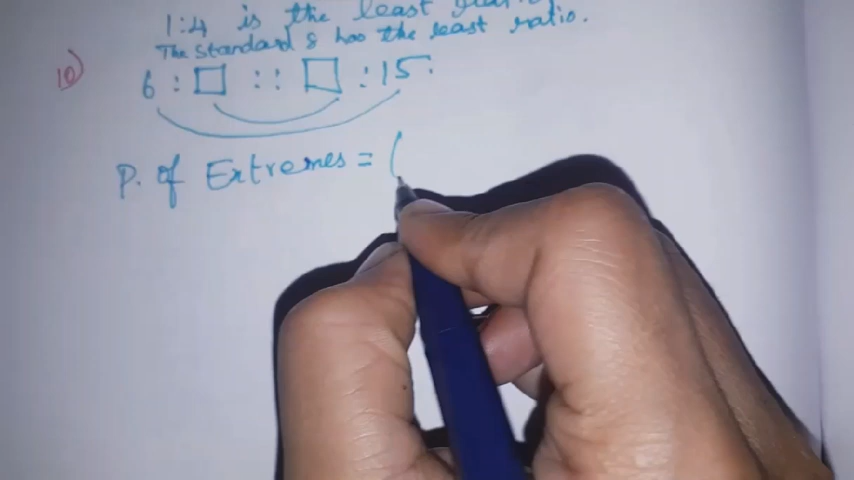 1:4 is the least
The standard 8 has the least ratio.
10) 6 : □ :: □ : 15.
P. of Extremes = (